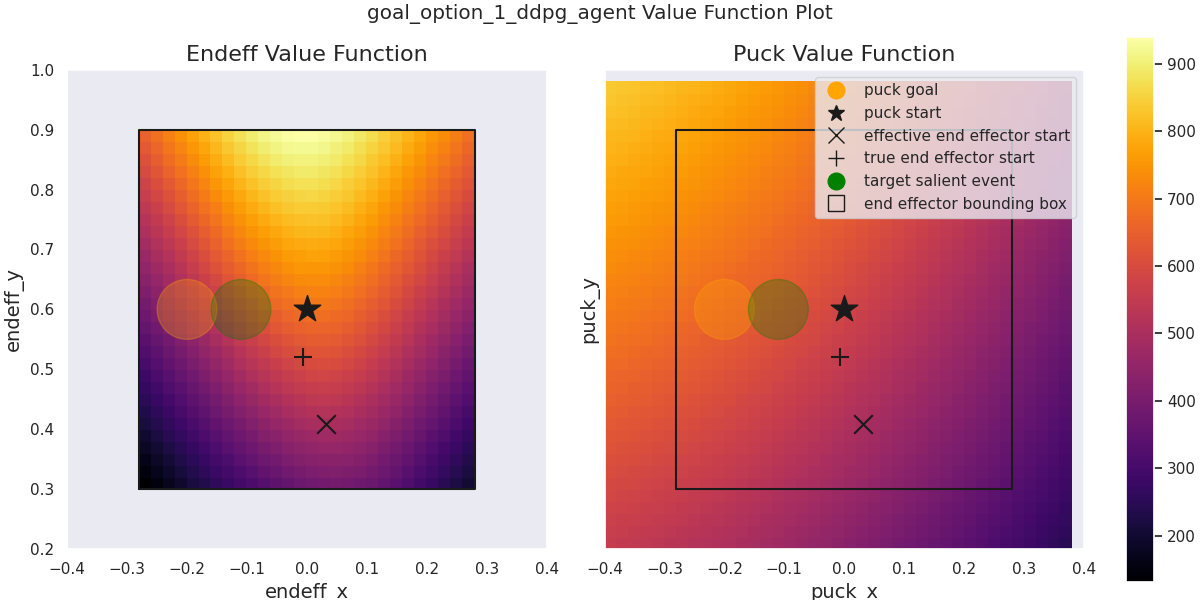 goal_option_1_ddpg_agent Value Function Plot
Endeff Value Function
1.0
0.9
0.8
0.7
0.6
0.5
0.4
0.3
0.2
endeff_y
−0.4 −0.3 −0.2 −0.1 0.0 0.1 0.2 0.3 0.4
endeff_x
Puck Value Function
puck goal
puck start
effective end effector start
true end effector start
target salient event
end effector bounding box
puck_y
−0.4 −0.3 −0.2 −0.1 0.0 0.1 0.2 0.3 0.4
puck_x
900
800
700
600
500
400
300
200